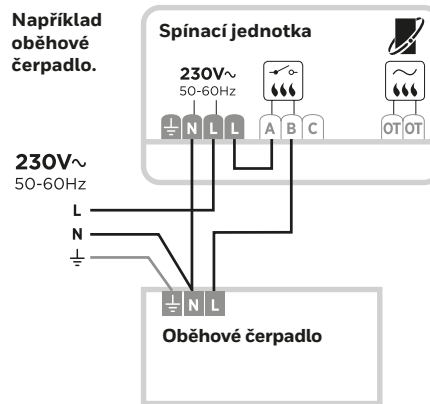 Například
oběhové
čerpadlo.
Spínací jednotka
230V~
50-60Hz
N L L A B C OT OT
230V~
50-60Hz
L
N
N L
Oběhové čerpadlo